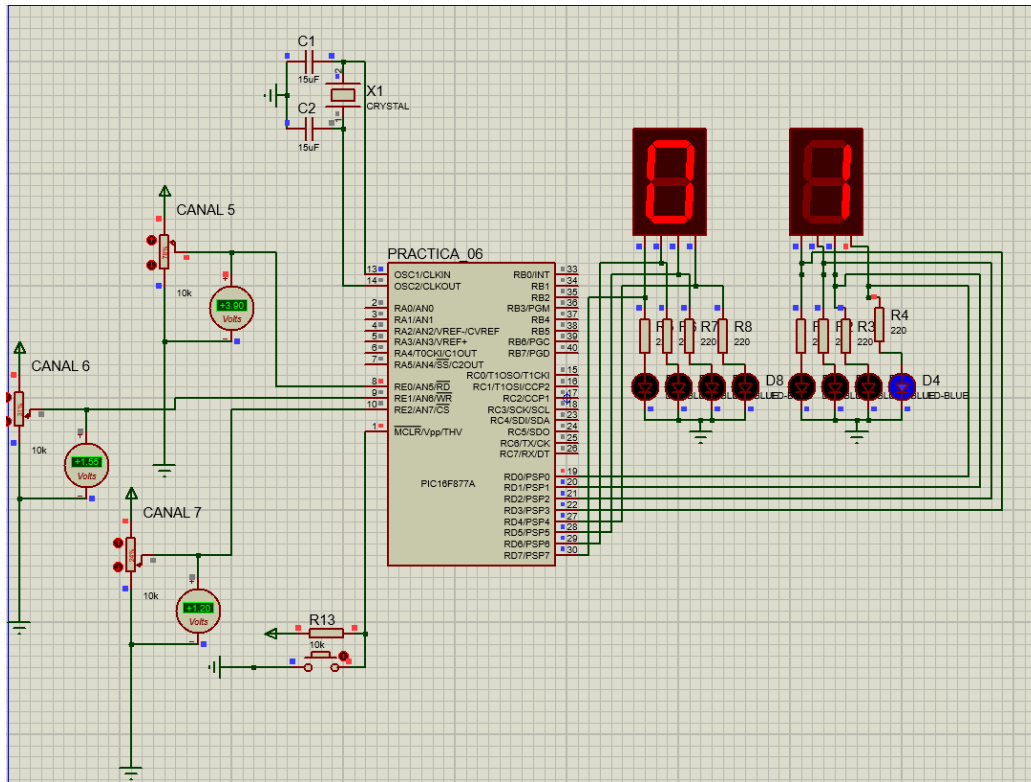 C1
15uF
X1
CRYSTAL
C2
15uF
CANAL 5
10k
+3.90
Volts
CANAL 6
10k
+1.55
Volts
CANAL 7
10k
+1.20
Volts
R13
10k
PRACTICA_06
13 OSC1/CLKIN
14 OSC2/CLKOUT
2 RA0/AN0
3 RA1/AN1
4 RA2/AN2/VREF-/CVREF
5 RA3/AN3/VREF+
6 RA4/T0CKI/C1OUT
7 RA5/AN4/SS/C2OUT
8 RE0/AN5/RD
9 RE1/AN6/WR
10 RE2/AN7/CS
1 MCLR/Vpp/THV
RB0/INT 33
RB1 34
RB2 35
RB3/PGM 36
RB4 37
RB5 38
RB6/PGC 39
RB7/PGD 40
RC0/T1OSO/T1CKI 15
RC1/T1OSI/CCP2 16
RC2/CCP1 17
RC3/SCK/SCL 18
RC4/SDI/SDA 23
RC5/SDO 24
RC6/TX/CK 25
RC7/RX/DT 26
RD0/PSP0 19
RD1/PSP1 20
RD2/PSP2 21
RD3/PSP3 22
RD4/PSP4 27
RD5/PSP5 28
RD6/PSP6 29
RD7/PSP7 30
PIC16F877A
0 1
R7 R8
220
R3
220
R4
220
D8
D4
LED-BLUE